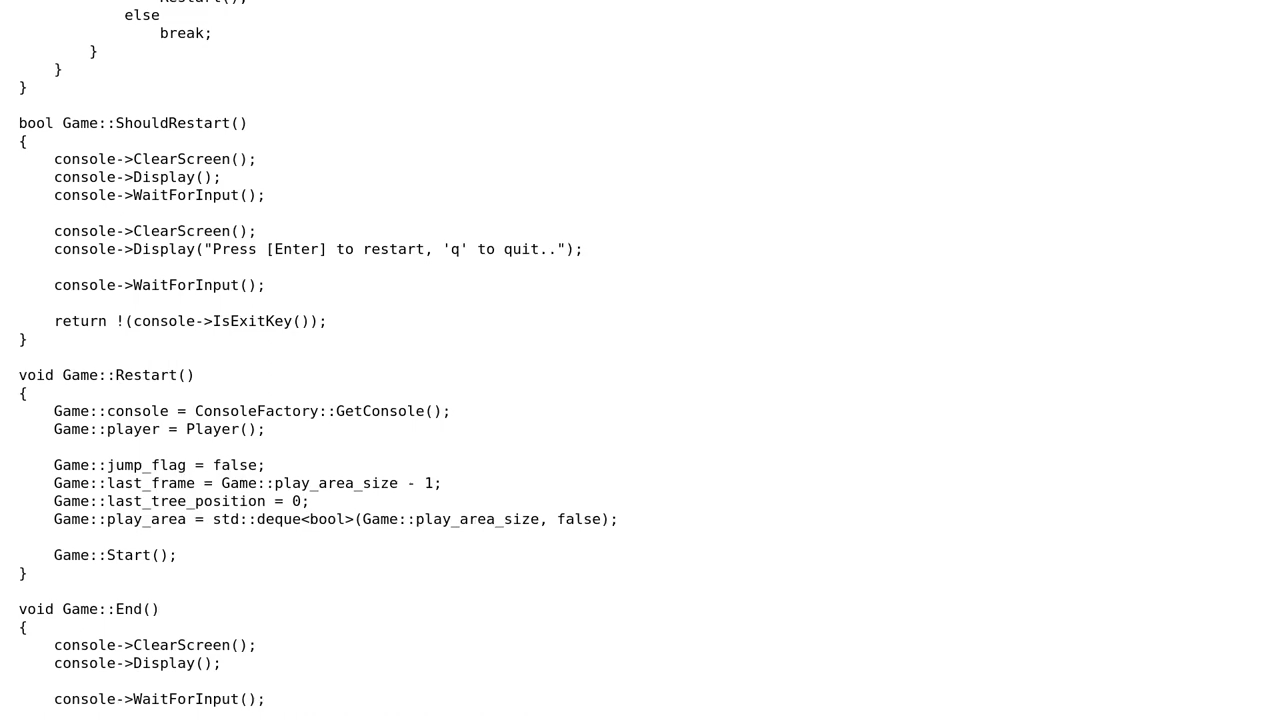 Restart();
            else
                break;
        }
    }
}

bool Game::ShouldRestart()
{
    console->ClearScreen();
    console->Display();
    console->WaitForInput();

    console->ClearScreen();
    console->Display("Press [Enter] to restart, 'q' to quit..");

    console->WaitForInput();

    return !(console->IsExitKey());
}

void Game::Restart()
{
    Game::console = ConsoleFactory::GetConsole();
    Game::player = Player();

    Game::jump_flag = false;
    Game::last_frame = Game::play_area_size - 1;
    Game::last_tree_position = 0;
    Game::play_area = std::deque<bool>(Game::play_area_size, false);

    Game::Start();
}

void Game::End()
{
    console->ClearScreen();
    console->Display();

    console->WaitForInput();